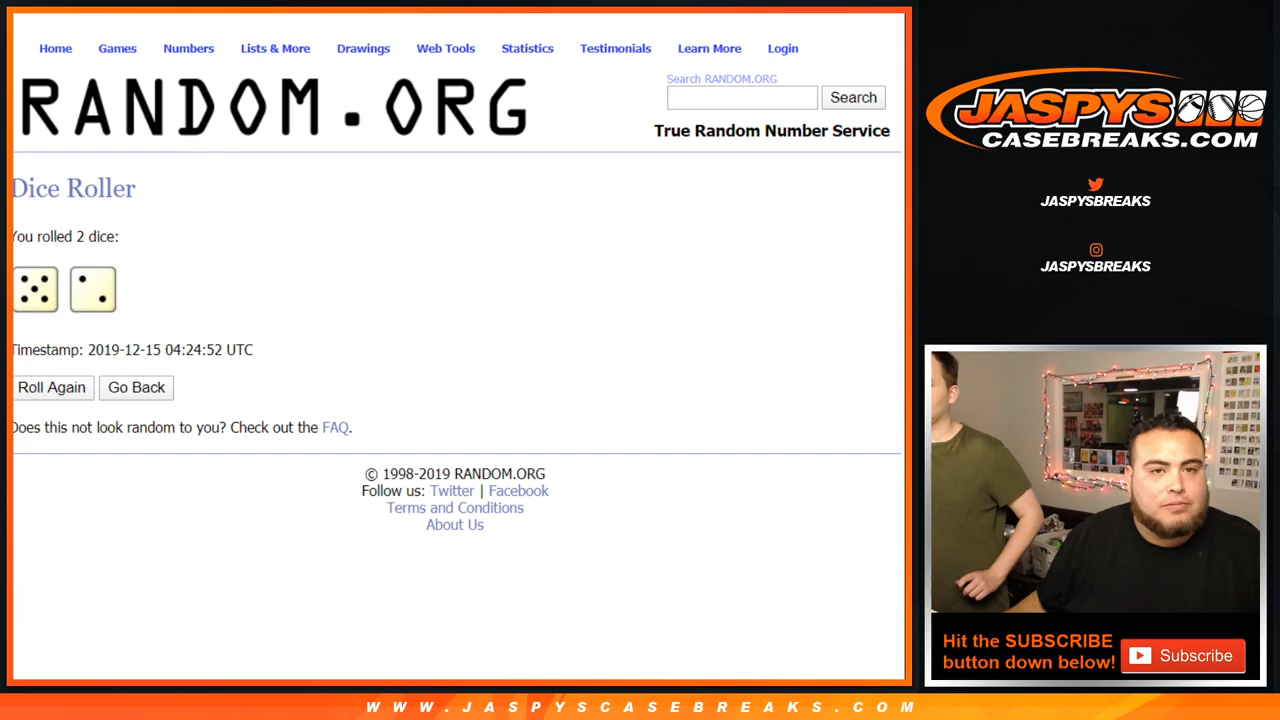 Home Games Numbers Lists & More Drawings Web Tools Statistics Testimonials Learn More Login
RANDOM.ORG
Search RANDOM.ORG
Search
True Random Number Service
Dice Roller
You rolled 2 dice:
Timestamp: 2019-12-15 04:24:52 UTC
Roll Again Go Back
Does this not look random to you? Check out the FAQ.
© 1998-2019 RANDOM.ORG
Follow us: Twitter | Facebook
Terms and Conditions
About Us
JASPYS
CASEBREAKS.COM
JASPYSBREAKS
JASPYSBREAKS
Hit the SUBSCRIBE
button down below!
Subscribe
WWW.JASPYSCASEBREAKS.COM